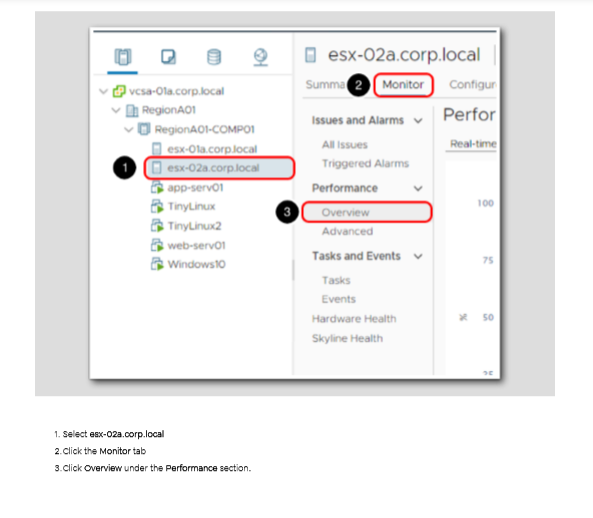 esx-02a.corp.local
Summa
2
Monitor
Configur
vcsa-01a.corp.local
RegionA01
RegionA01-COMP01
esx-01a.corp.local
1
esx-02a.corp.local
app-serv01
TinyLinux
TinyLinux2
web-serv01
Windows10
Issues and Alarms
All Issues
Triggered Alarms
Performance
3
Overview
Advanced
Tasks and Events
Tasks
Events
Hardware Health
Skyline Health
Perfor
Real-time
100
75
50
1. Select esx-02a.corp.local
2. Click the Monitor tab
3. Click Overview under the Performance section.